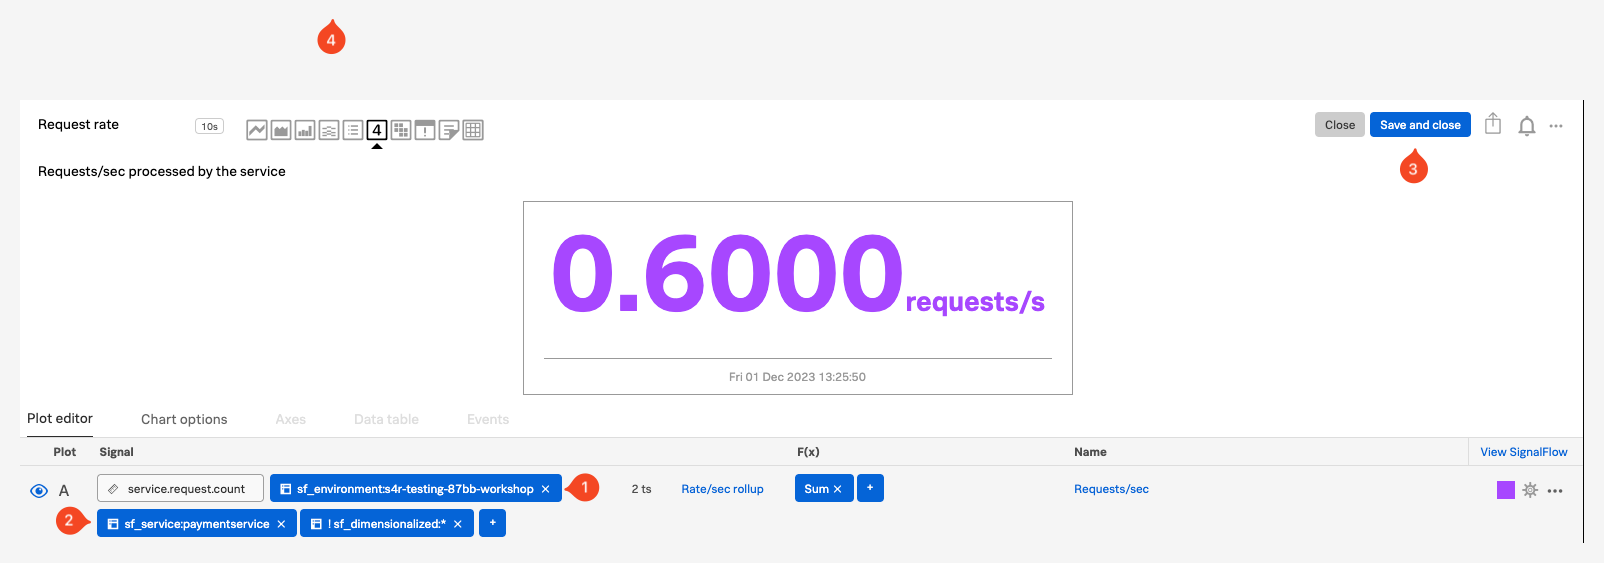 4
Request rate
10s
4
Close
Save and close
3
Requests/sec processed by the service
0.6000 requests/s
Fri 01 Dec 2023 13:25:50
Plot editor
Chart options
Axes
Data table
Events
Plot
Signal
F(x)
Name
View SignalFlow
A
service.request.count
sf_environment:s4r-testing-87bb-workshop ×
1
2 ts
Rate/sec rollup
Sum ×
+
Requests/sec
2
sf_service:paymentservice ×
! sf_dimensionalized:* ×
+